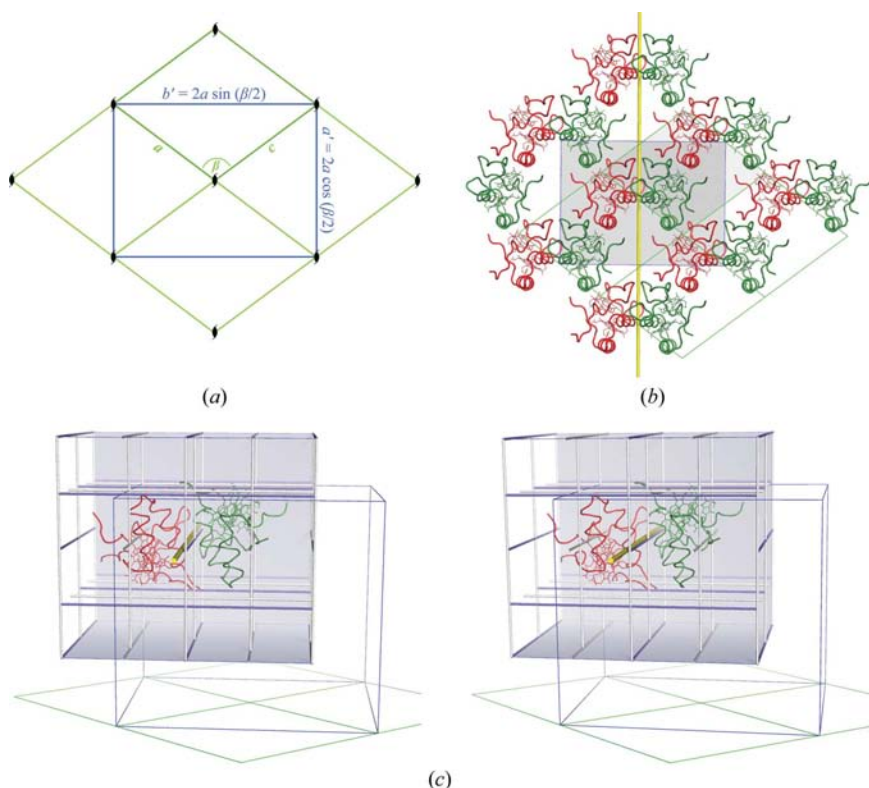 b′ = 2a sin (β/2)
a
β
c
a′ = 2a cos (β/2)
(a)
(b)
(c)